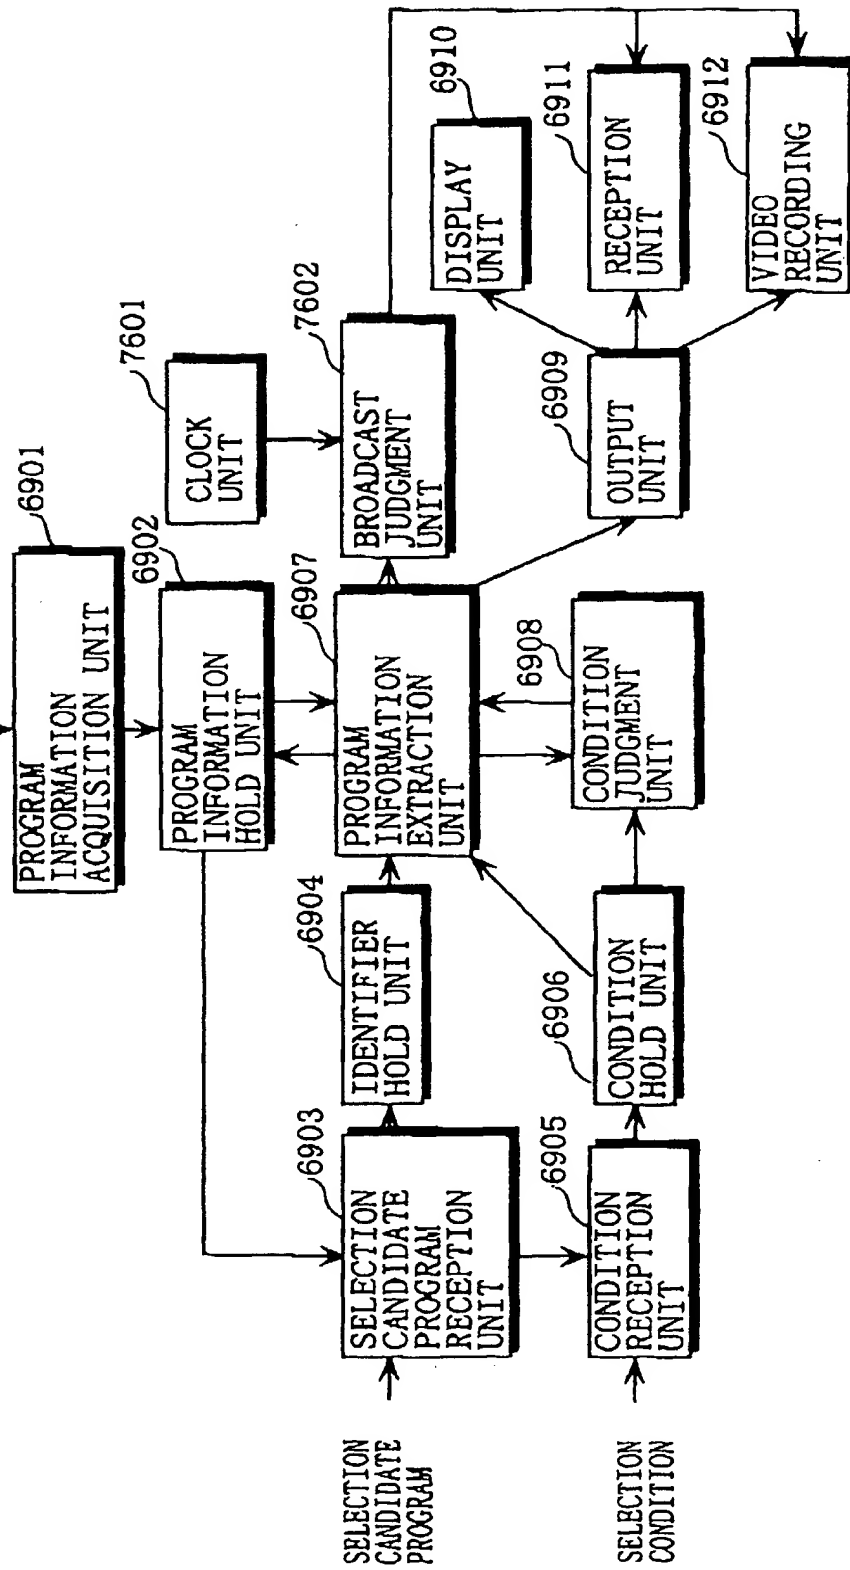 6901
PROGRAM
INFORMATION
ACQUISITION UNIT
6902
PROGRAM
INFORMATION
HOLD UNIT
7601
CLOCK
UNIT
SELECTION
CANDIDATE
PROGRAM
6903
SELECTION
CANDIDATE
PROGRAM
RECEPTION
UNIT
6904
IDENTIFIER
HOLD UNIT
6907
PROGRAM
INFORMATION
EXTRACTION
UNIT
7602
BROADCAST
JUDGMENT
UNIT
6910
DISPLAY
UNIT
SELECTION
CONDITION
6905
CONDITION
RECEPTION
UNIT
6906
CONDITION
HOLD UNIT
6908
CONDITION
JUDGMENT
UNIT
6909
OUTPUT
UNIT
6911
RECEPTION
UNIT
6912
VIDEO
RECORDING
UNIT